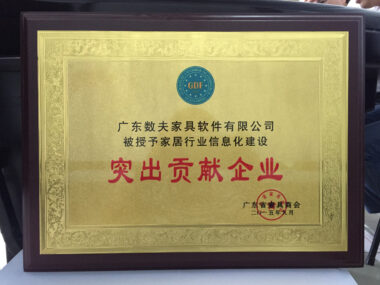 GDF
广东数夫家具软件有限公司
被授予家居行业信息化建设
突出贡献企业
广东省家具商会
二〇一五年九月